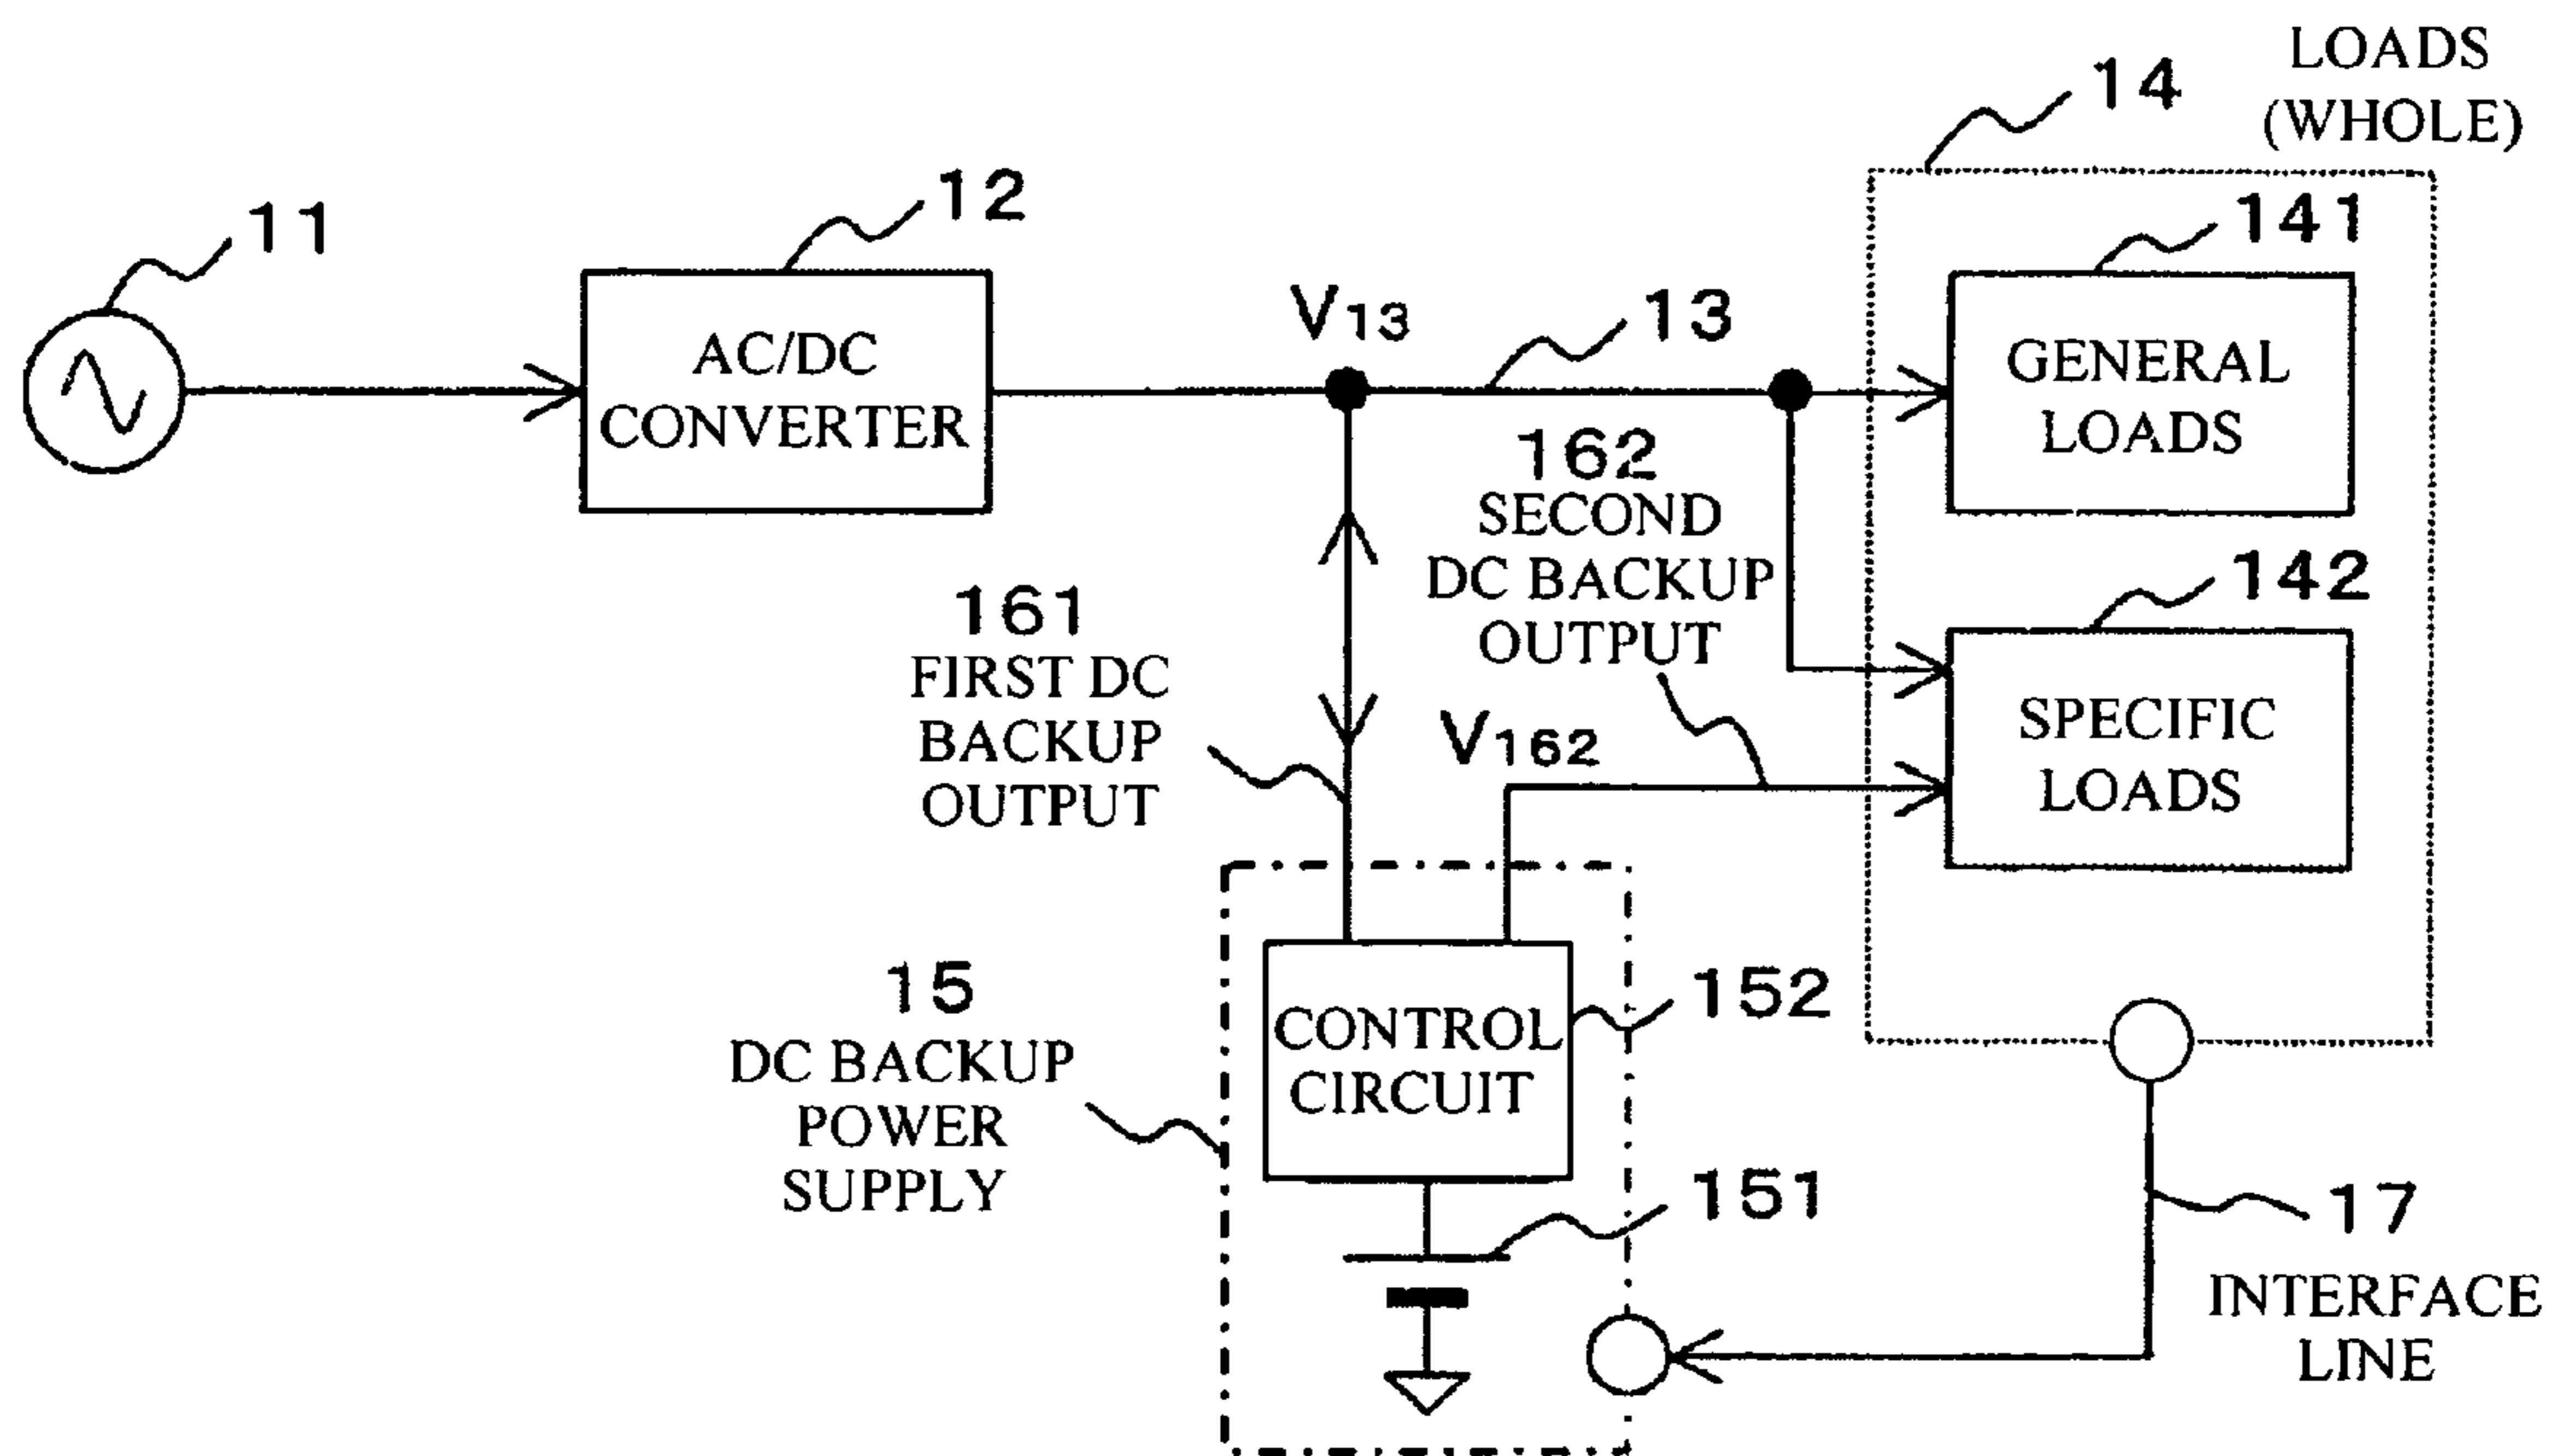 LOADS
(WHOLE)
14
11
12
141
AC/DC
CONVERTER
V13
13
GENERAL
LOADS
162
SECOND
DC BACKUP
OUTPUT
142
161
FIRST DC
BACKUP
OUTPUT
V162
SPECIFIC
LOADS
15
DC BACKUP
POWER
SUPPLY
CONTROL
CIRCUIT
152
151
17
INTERFACE
LINE